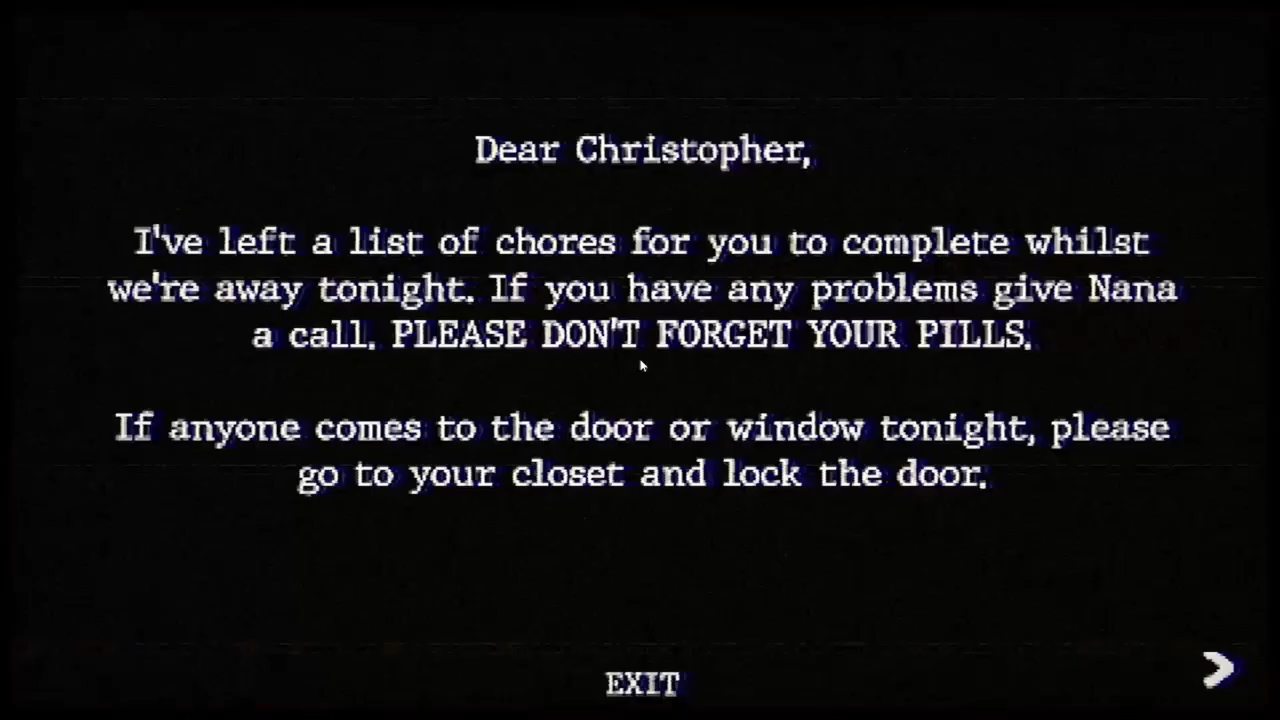 Dear Christopher,
I've left a list of chores for you to complete whilst
we're away tonight. If you have any problems give Nana
a call. PLEASE DON'T FORGET YOUR PILLS.
If anyone comes to the door or window tonight, please
go to your closet and lock the door.
EXIT